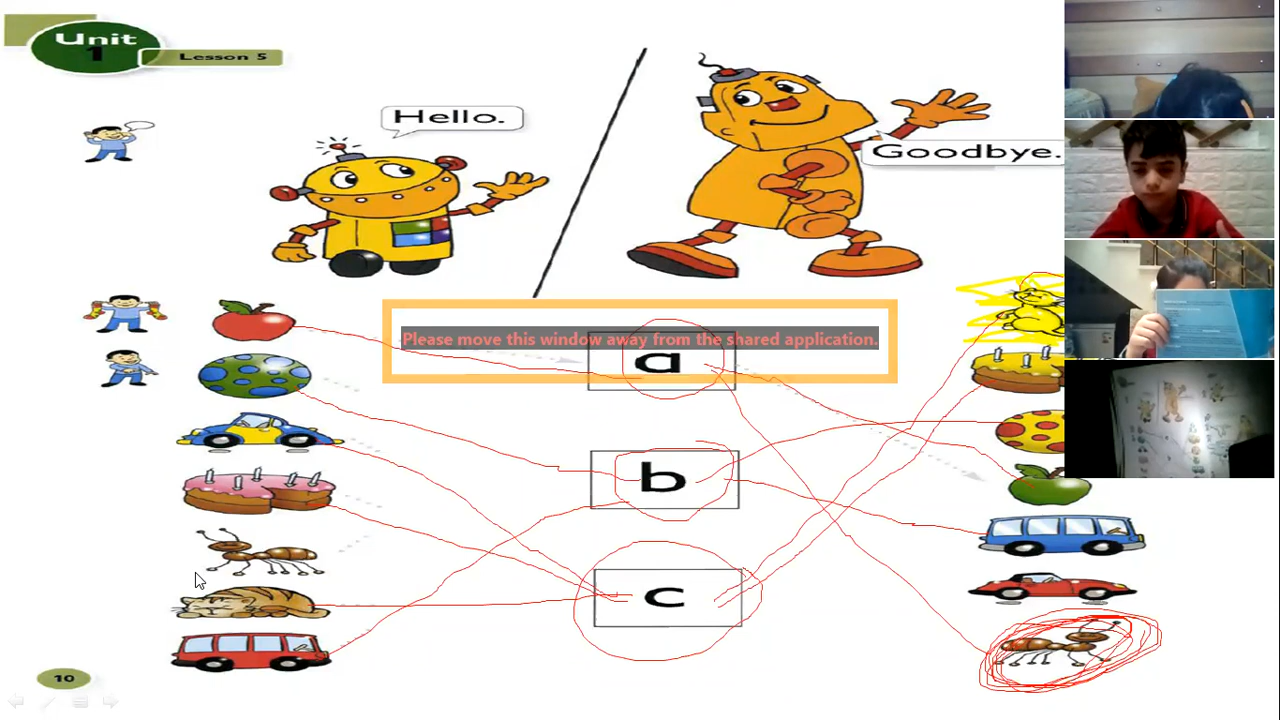 Unit
1
Lesson 5
Hello.
Goodbye.
Please move this window away from the shared application.
a
b
c
10